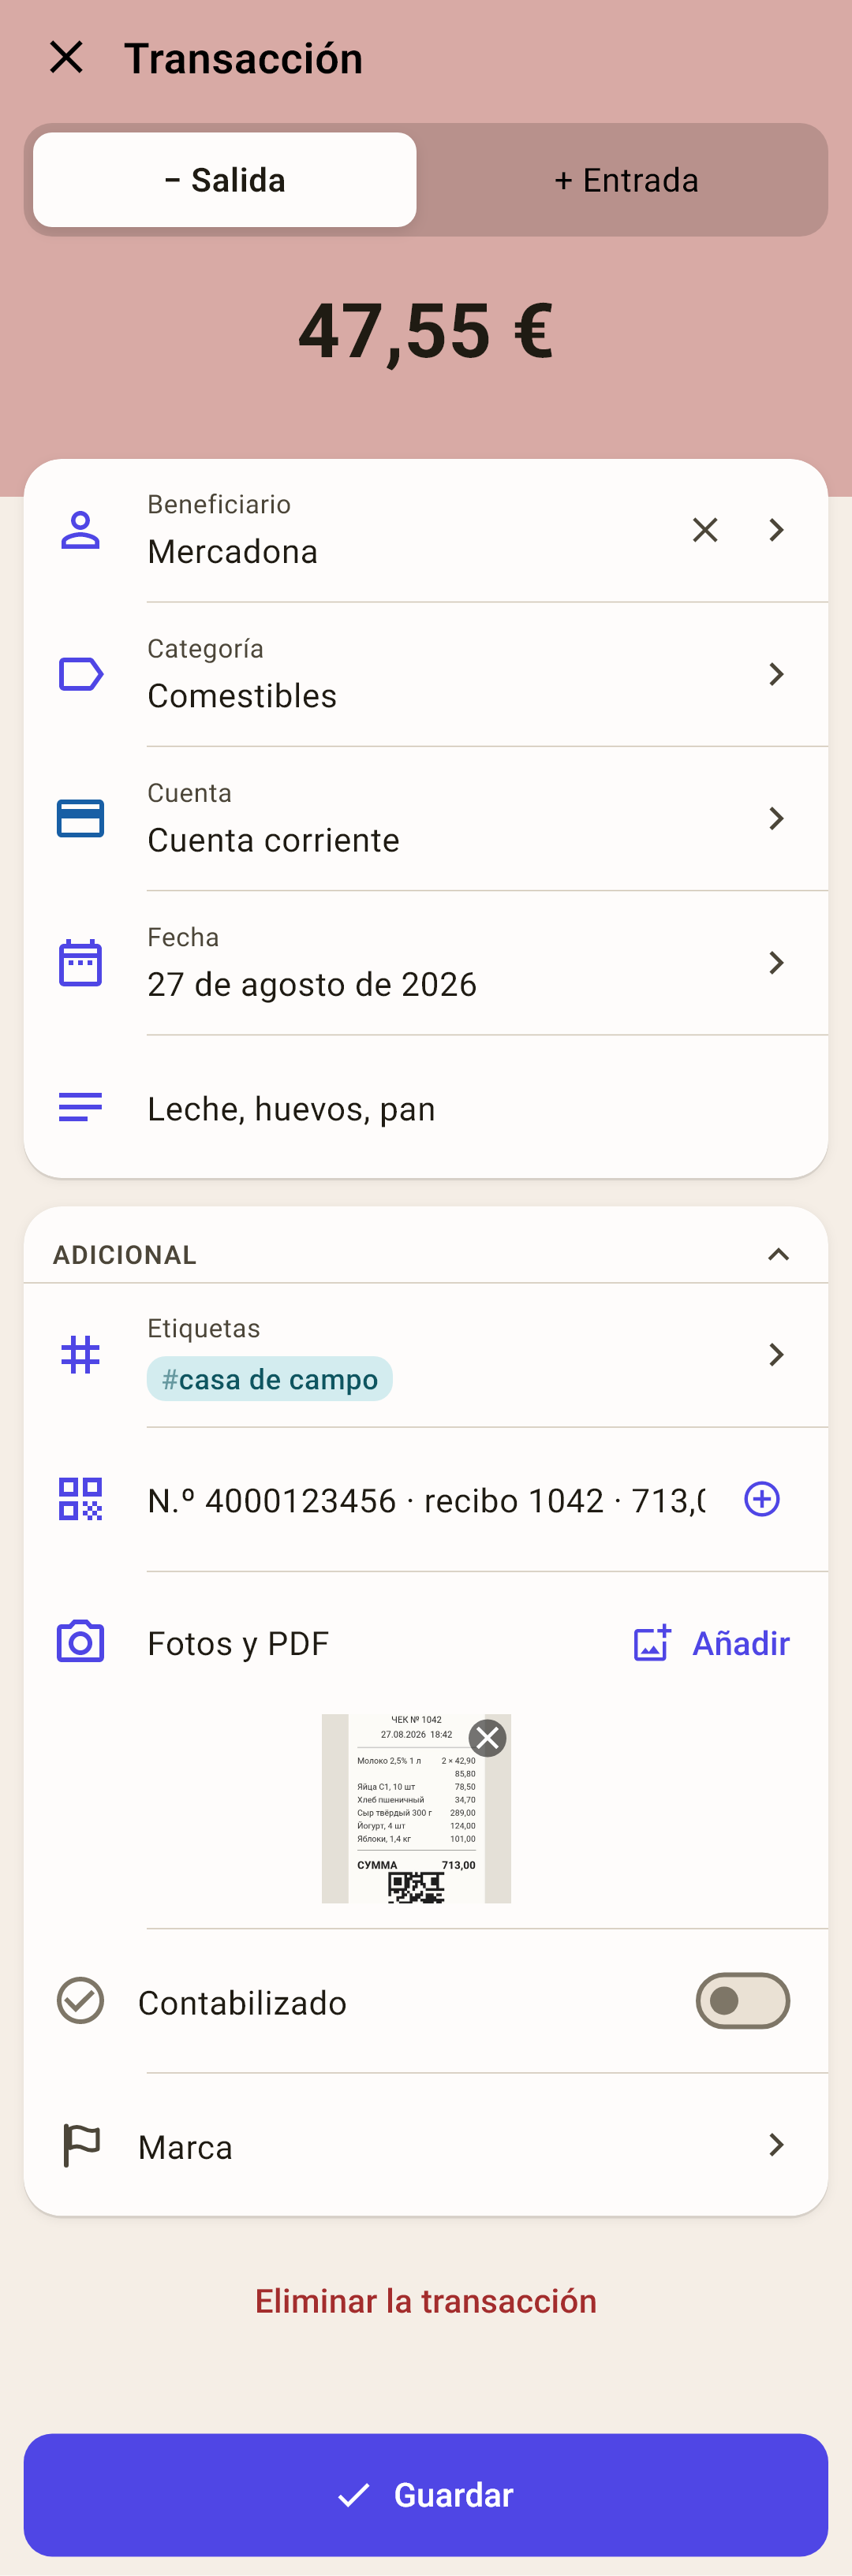 Transacción
− Salida
+ Entrada
47,55 €
Beneficiario
Mercadona
Categoría
Comestibles
Cuenta
Cuenta corriente
Fecha
27 de agosto de 2026
Leche, huevos, pan
ADICIONAL
Etiquetas
#casa de campo
N.º 4000123456 · recibo 1042 · 713,0
Fotos y PDF
Añadir
ЧЕК № 1042
27.08.2026 18:42
Молоко 2,5% 1 л 2 × 42,90
85,80
Яйца С1, 10 шт 78,50
Хлеб пшеничный 34,70
Сыр твёрдый 300 г 289,00
Йогурт, 4 шт 124,00
Яблоки, 1,4 кг 101,00
СУММА 713,00
Contabilizado
Marca
Eliminar la transacción
Guardar